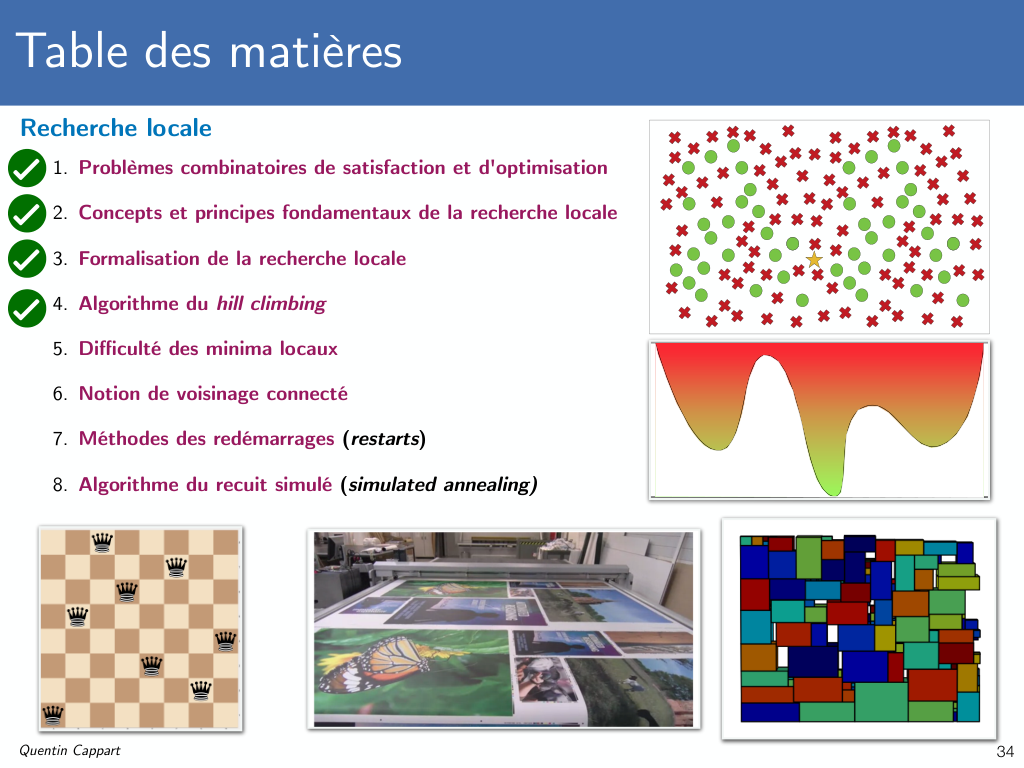 Table des matières
Recherche locale
1. Problèmes combinatoires de satisfaction et d'optimisation
2. Concepts et principes fondamentaux de la recherche locale
3. Formalisation de la recherche locale
4. Algorithme du hill climbing
5. Difficulté des minima locaux
6. Notion de voisinage connecté
7. Méthodes des redémarrages (restarts)
8. Algorithme du recuit simulé (simulated annealing)
Quentin Cappart
34